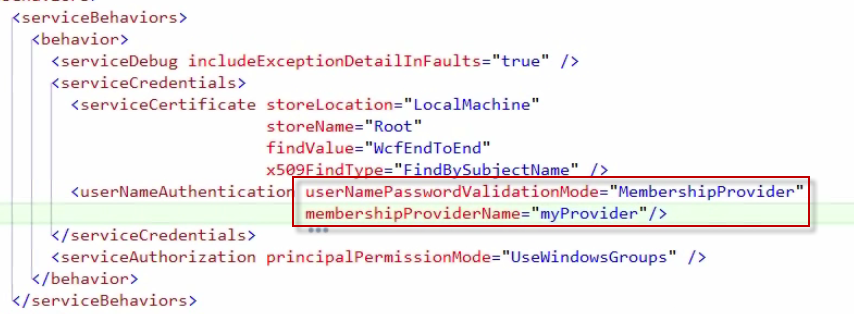 <serviceBehaviors>
<behavior>
<serviceDebug includeExceptionDetailInFaults="true" />
<serviceCredentials>
<serviceCertificate storeLocation="LocalMachine"
storeName="Root"
findValue="WcfEndToEnd"
x509FindType="FindBySubjectName" />
<userNameAuthentication userNamePasswordValidationMode="MembershipProvider"
membershipProviderName="myProvider"/>
</serviceCredentials>
<serviceAuthorization principalPermissionMode="UseWindowsGroups" />
</behavior>
</serviceBehaviors>